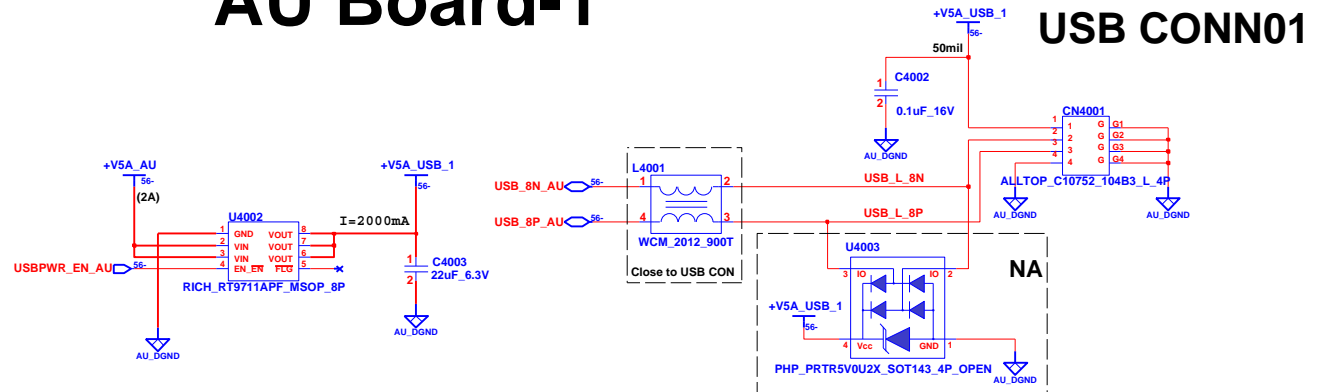 AU Board-1
USB CONN01
+V5A_USB_1
56-
50mil
C4002
1
2
0.1uF_16V
AU_DGND
CN4001
1
2
3
4
1
2
3
4
G
G
G
G
G1
G2
G3
G4
ALLTOP_C10752_104B3_L_4P
AU_DGND
AU_DGND
+V5A_AU
56-
(2A)
+V5A_USB_1
56-
I=2000mA
U4002
1
2
3
4
GND
VIN
VIN
EN_EN
VOUT
VOUT
VOUT
FLG
8
7
6
5
USBPWR_EN_AU
56-
RICH_RT9711APF_MSOP_8P
AU_DGND
1
2
C4003
22uF_6.3V
AU_DGND
L4001
USB_8N_AU
56-
1
2
USB_L_8N
USB_8P_AU
56-
4
3
USB_L_8P
WCM_2012_900T
Close to USB CON
U4003
NA
3
IO
IO
2
+V5A_USB_1
56-
4
Vcc
GND
1
PHP_PRTR5V0U2X_SOT143_4P_OPEN
AU_DGND